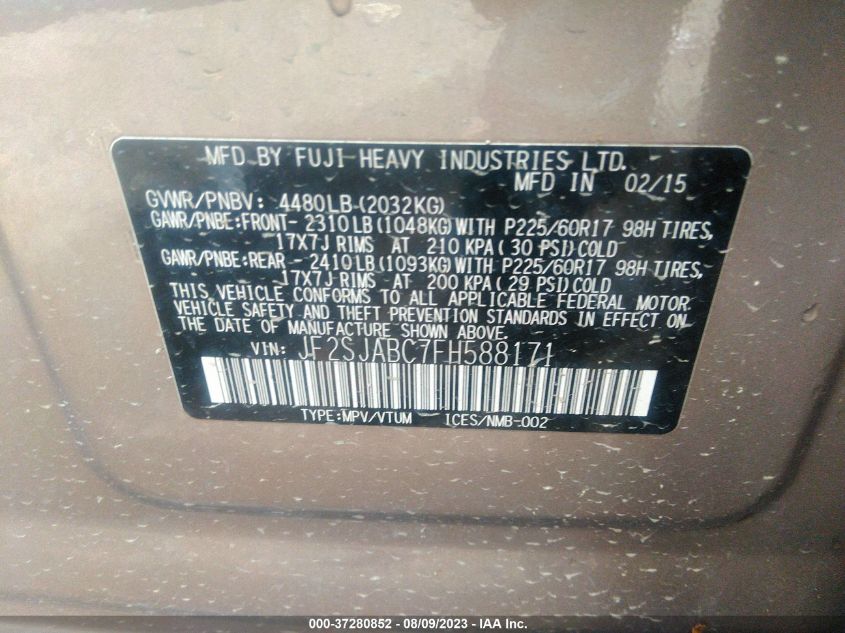 MFD BY FUJI HEAVY INDUSTRIES LTD.
MFD IN 02/15
GVWR/PNBV: 4480LB (2032KG)
GAWR/PNBE:FRONT- 2310LB (1048KG) WITH P225/60R17 98H TIRES,
17X7J RIMS AT 210 KPA ( 30 PSI) COLD
GAWR/PNBE:REAR - 2410LB (1093KG) WITH P225/60R17 98H TIRES,
17X7J RIMS AT 200 KPA ( 29 PSI) COLD
THIS VEHICLE CONFORMS TO ALL APPLICABLE FEDERAL MOTOR
VEHICLE SAFETY AND THEFT PREVENTION STANDARDS IN EFFECT ON
THE DATE OF MANUFACTURE SHOWN ABOVE.
VIN: JF2SJABC7FH588171
TYPE:MPV/VTUM ICES/NMB-002
000-37280852 - 08/09/2023 - IAA Inc.